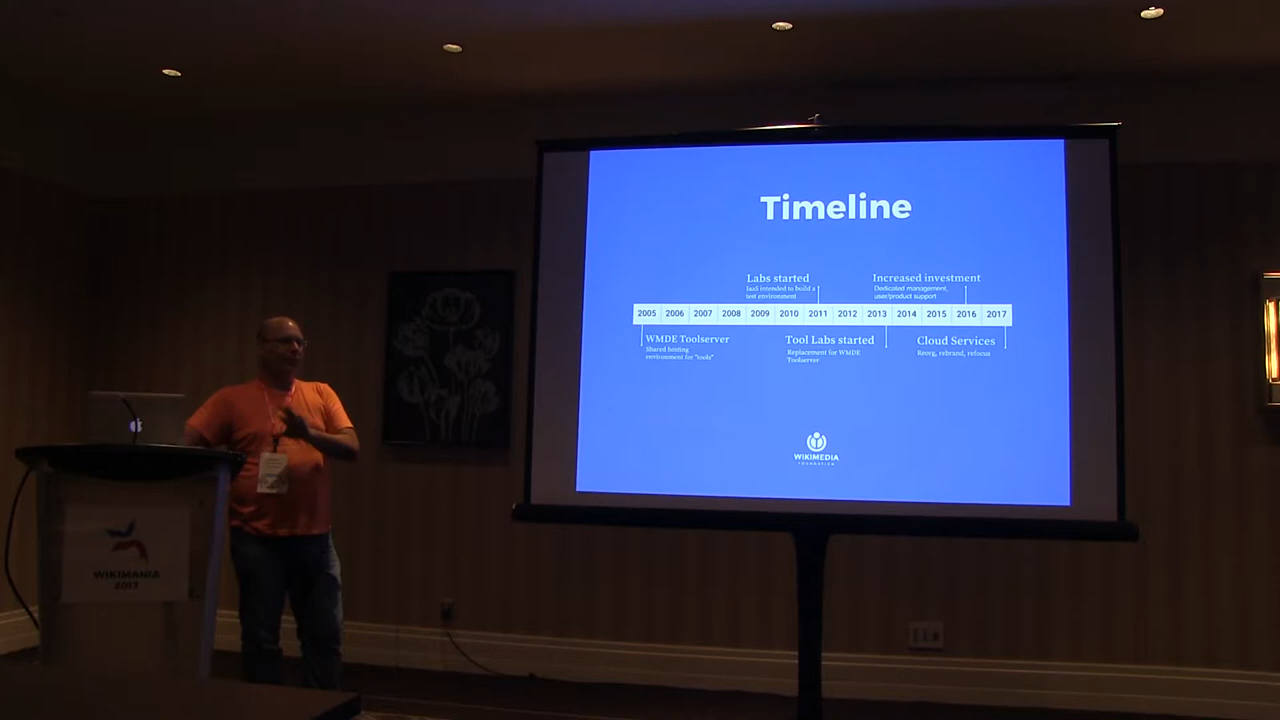 Timeline
Labs started
IaaS intended to build a
test environment
Increased investment
Dedicated management,
user/product support
2005 2006 2007 2008 2009 2010 2011 2012 2013 2014 2015 2016 2017
WMDE Toolserver
Shared hosting
environment for "tools"
Tool Labs started
Replacement for WMDE
Toolserver
Cloud Services
Reorg, rebrand, refocus
WIKIMEDIA
FOUNDATION
WIKIMANIA
2017